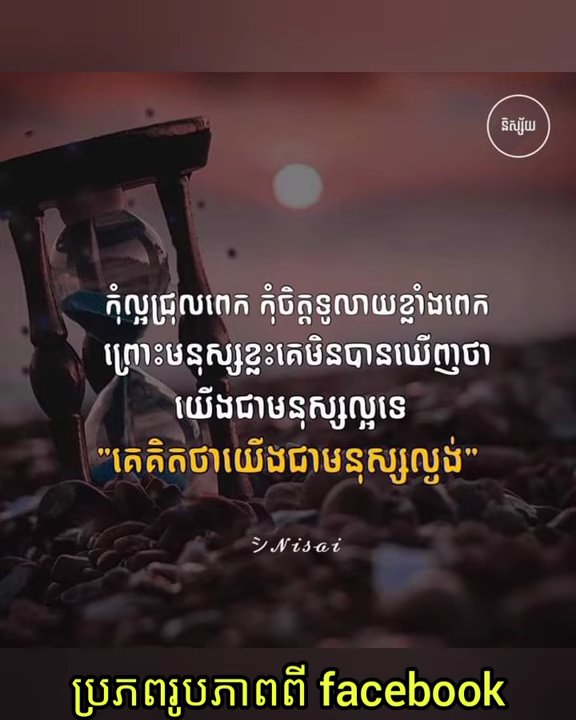 និស្ស័យ
កុំល្អជ្រុលពេក កុំចិត្តទូលាយខ្លាំងពេក
ព្រោះមនុស្សខ្លះគេមិនបានឃើញថា
យើងជាមនុស្សល្អទេ
"គេគិតថាយើងជាមនុស្សល្ងង់"
シNisai
ប្រភពរូបភាពពី facebook